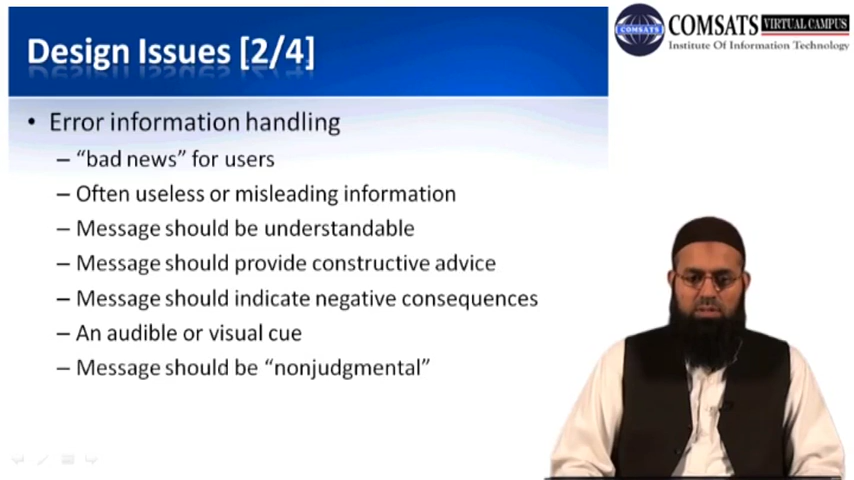 Design Issues [2/4]
COMSATS VIRTUAL CAMPUS
Institute Of Information Technology
COMSATS
• Error information handling
– “bad news” for users
– Often useless or misleading information
– Message should be understandable
– Message should provide constructive advice
– Message should indicate negative consequences
– An audible or visual cue
– Message should be “nonjudgmental”